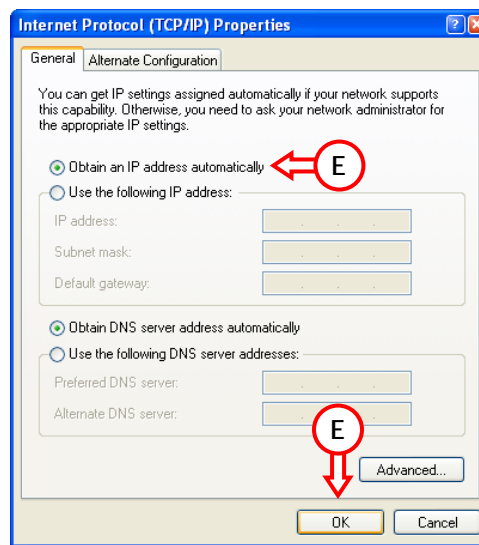 Internet Protocol (TCP/IP) Properties
General Alternate Configuration
You can get IP settings assigned automatically if your network supports
this capability. Otherwise, you need to ask your network administrator for
the appropriate IP settings.
Obtain an IP address automatically E
Use the following IP address:
IP address:
Subnet mask:
Default gateway:
Obtain DNS server address automatically
Use the following DNS server addresses:
Preferred DNS server:
Alternate DNS server:
E
Advanced...
OK Cancel